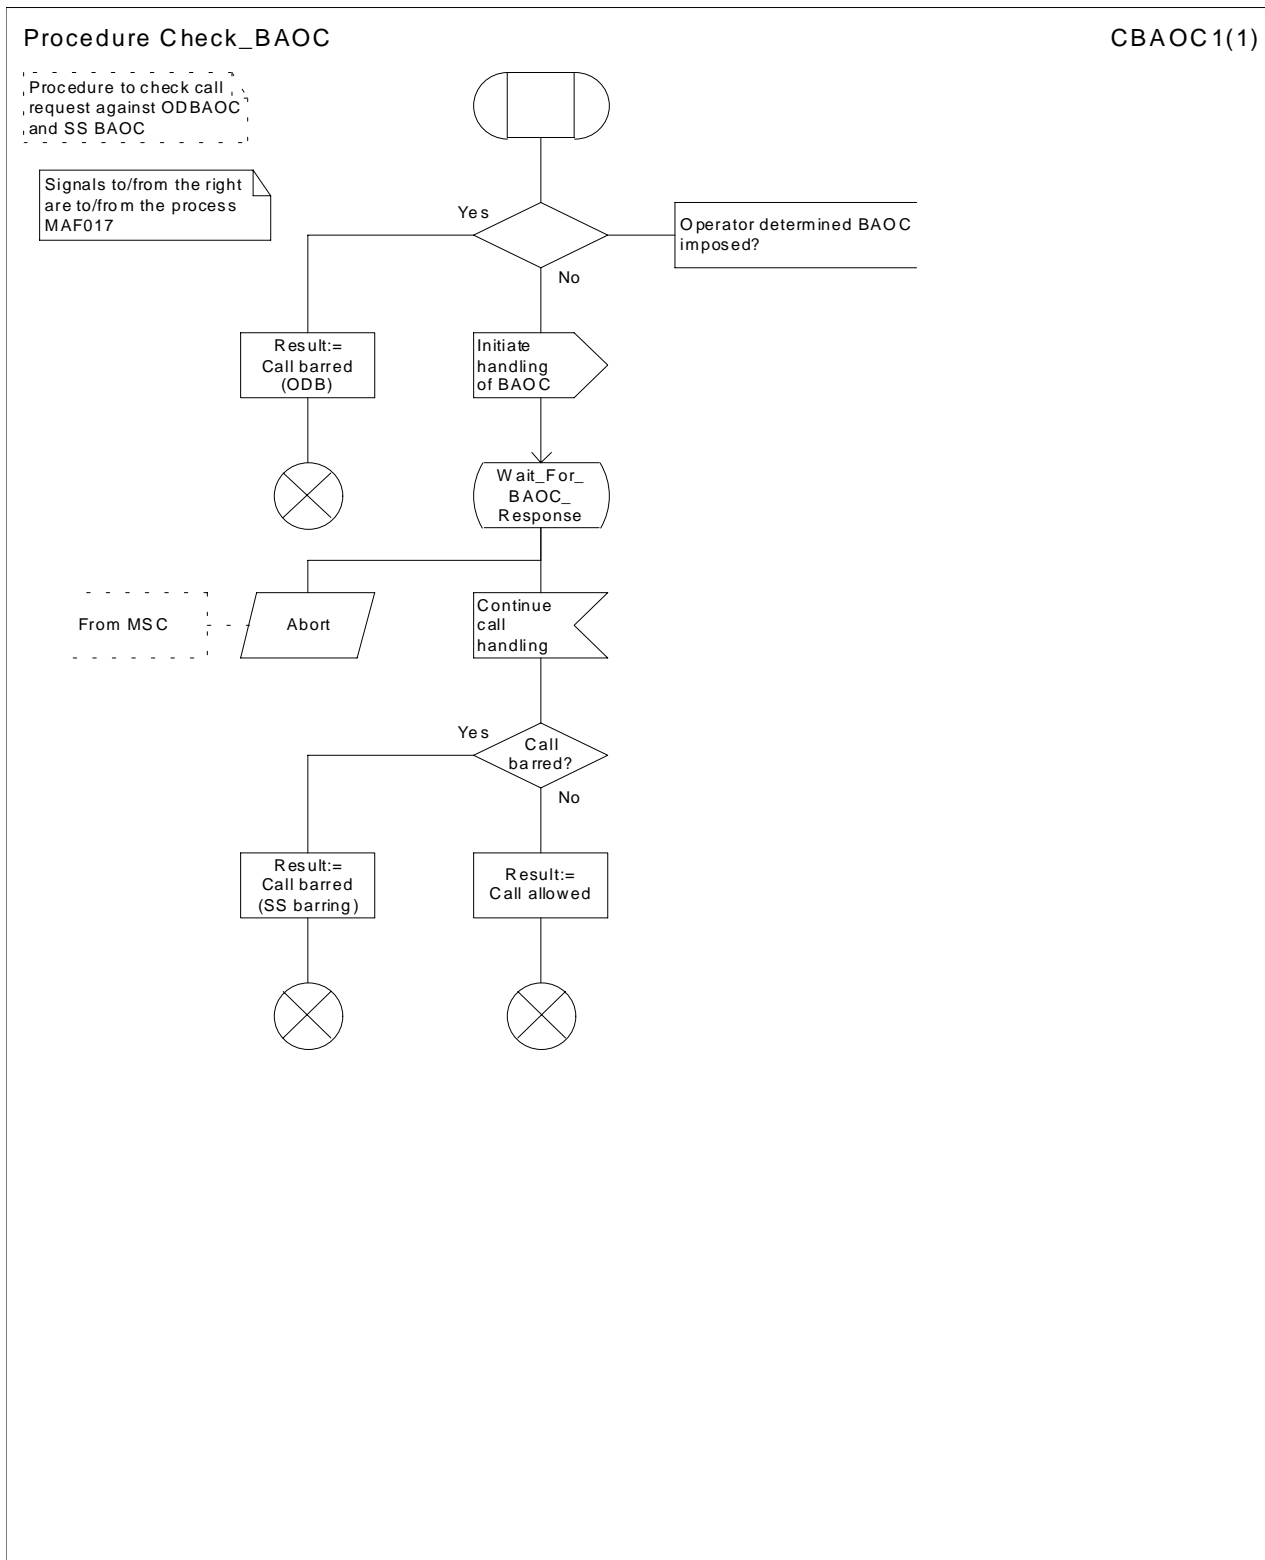 Procedure Check_BAOC
CBAOC1(1)
Procedure to check call
request against ODBAOC
and SS BAOC
Signals to/from the right
are to/from the process
MAF017
Yes
Operator determined BAOC
imposed?
No
Result:=
Call barred
(ODB)
Initiate
handling
of BAOC
Wait_For_
BAOC_
Response
From MSC
Abort
Continue
call
handling
Yes
Call
barred?
No
Result:=
Call barred
(SS barring)
Result:=
Call allowed